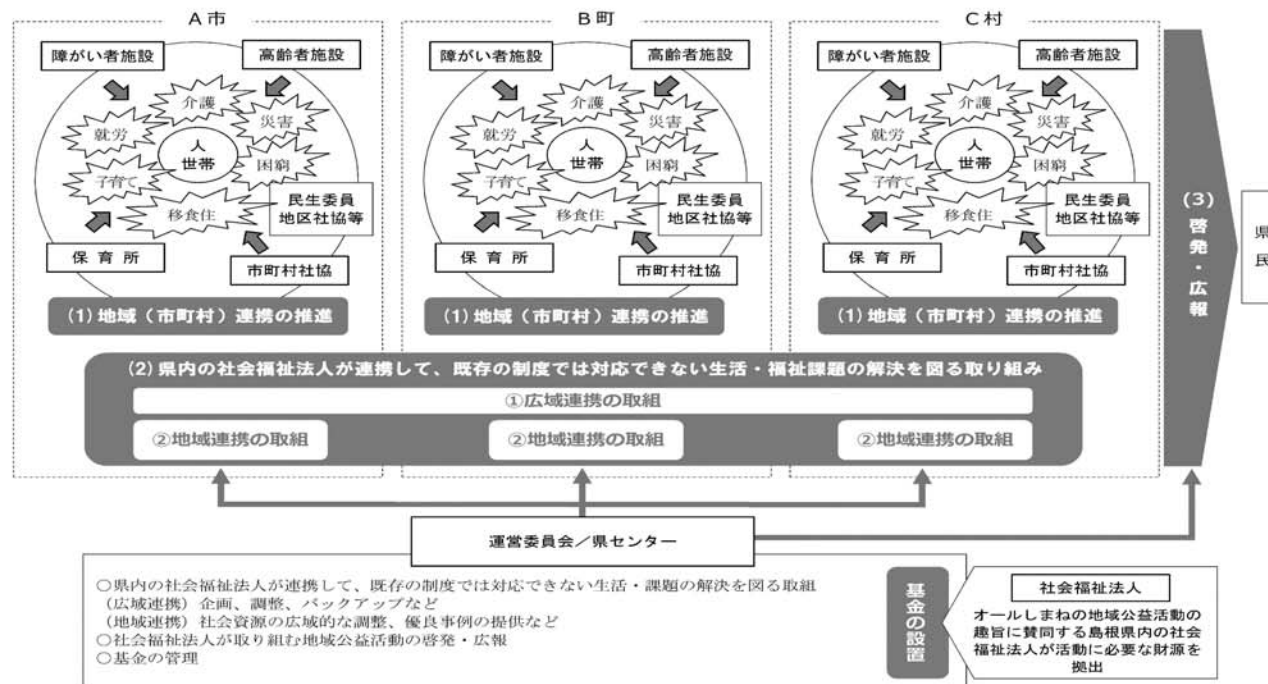 A市
障がい者施設
高齢者施設
介護
就労
災害
人
世帯
子育て
困窮
移食住
民生委員
地区社協等
保育所
市町村社協
(1)地域（市町村）連携の推進
B町
障がい者施設
高齢者施設
介護
就労
災害
人
世帯
子育て
困窮
移食住
民生委員
地区社協等
保育所
市町村社協
(1)地域（市町村）連携の推進
C村
障がい者施設
高齢者施設
介護
就労
災害
人
世帯
子育て
困窮
移食住
民生委員
地区社協等
保育所
市町村社協
(1)地域（市町村）連携の推進
(3)啓発・広報
県
民
(2)県内の社会福祉法人が連携して、既存の制度では対応できない生活・福祉課題の解決を図る取り組み
①広域連携の取組
②地域連携の取組
②地域連携の取組
②地域連携の取組
運営委員会／県センター
○県内の社会福祉法人が連携して、既存の制度では対応できない生活・課題の解決を図る取組
（広域連携）企画、調整、バックアップなど
（地域連携）社会資源の広域的な調整、優良事例の提供など
○社会福祉法人が取り組む地域公益活動の啓発・広報
○基金の管理
基金の設置
社会福祉法人
オールしまねの地域公益活動の
趣旨に賛同する島根県内の社会
福祉法人が活動に必要な財源を
拠出